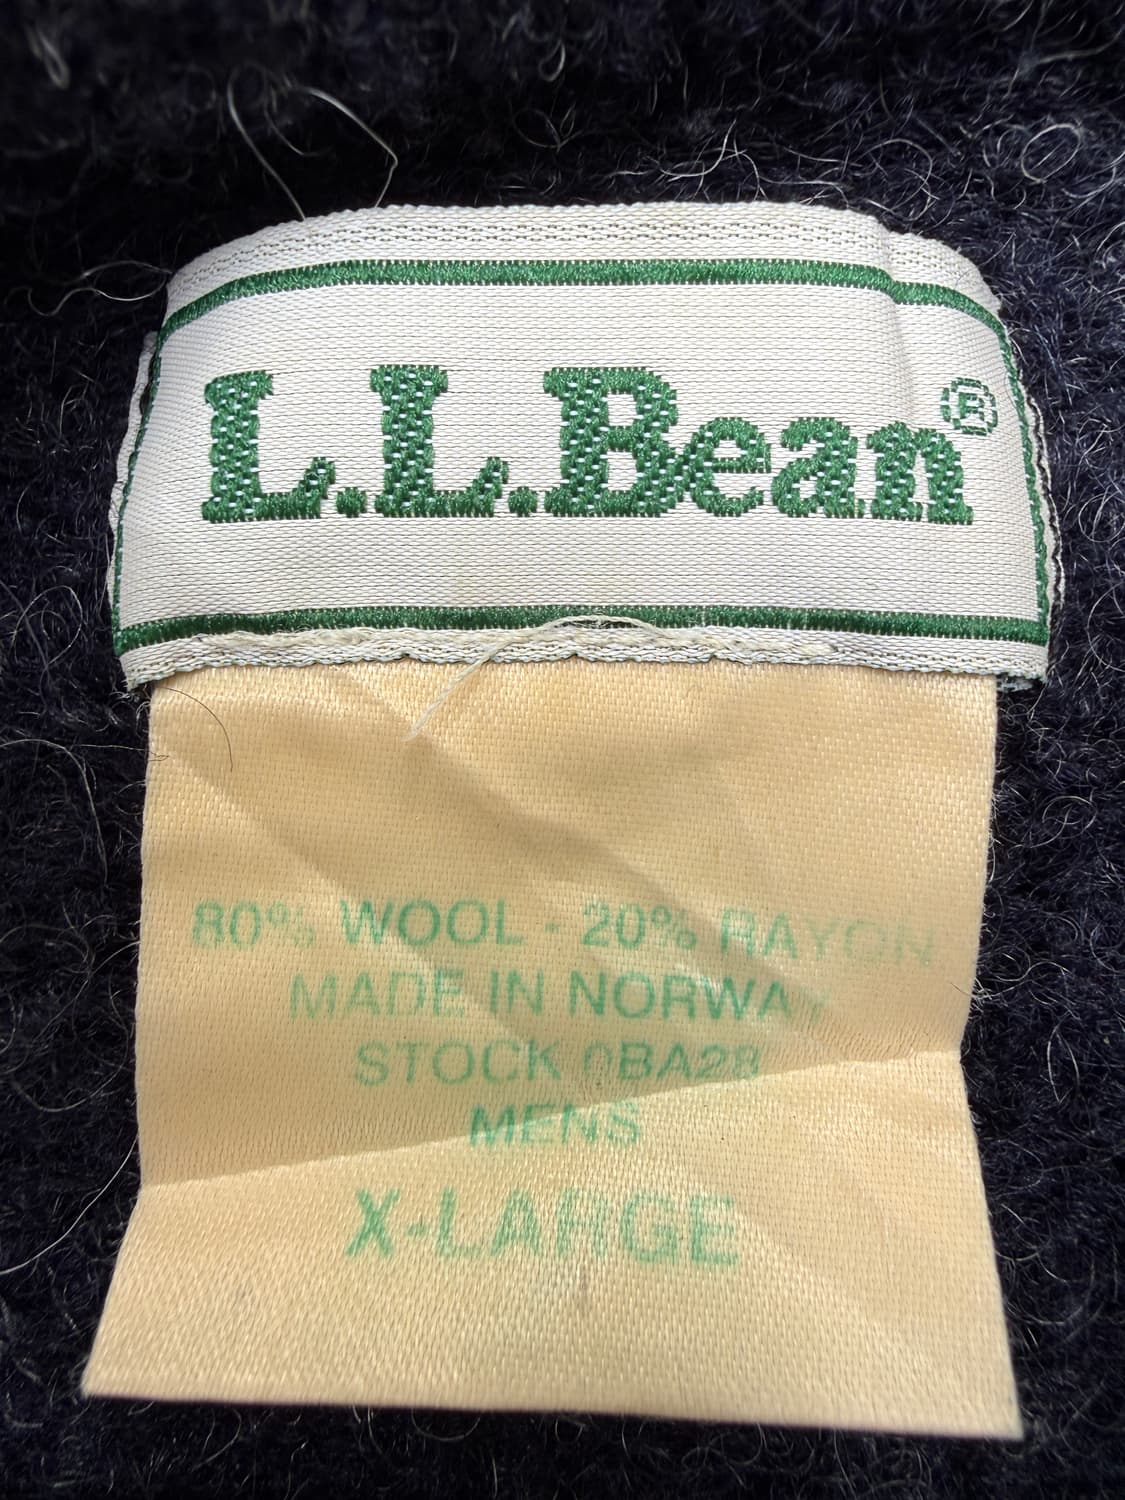 L.L.Bean®
80% WOOL - 20% RAYON
MADE IN NORWAY
STOCK 0BA28
MENS
X-LARGE